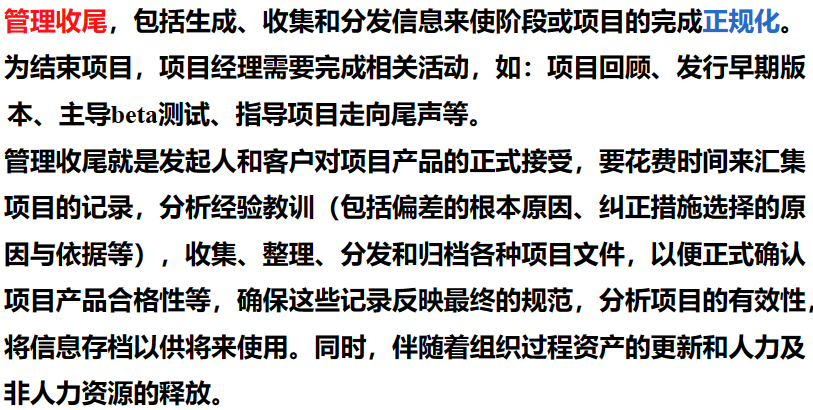 管理收尾，包括生成、收集和分发信息来使阶段或项目的完成正规化。
为结束项目，项目经理需要完成相关活动，如：项目回顾、发行早期版
本、主导beta测试、指导项目走向尾声等。
管理收尾就是发起人和客户对项目产品的正式接受，要花费时间来汇集
项目的记录，分析经验教训（包括偏差的根本原因、纠正措施选择的原
因与依据等），收集、整理、分发和归档各种项目文件，以便正式确认
项目产品合格性等，确保这些记录反映最终的规范，分析项目的有效性，
将信息存档以供将来使用。同时，伴随着组织过程资产的更新和人力及
非人力资源的释放。